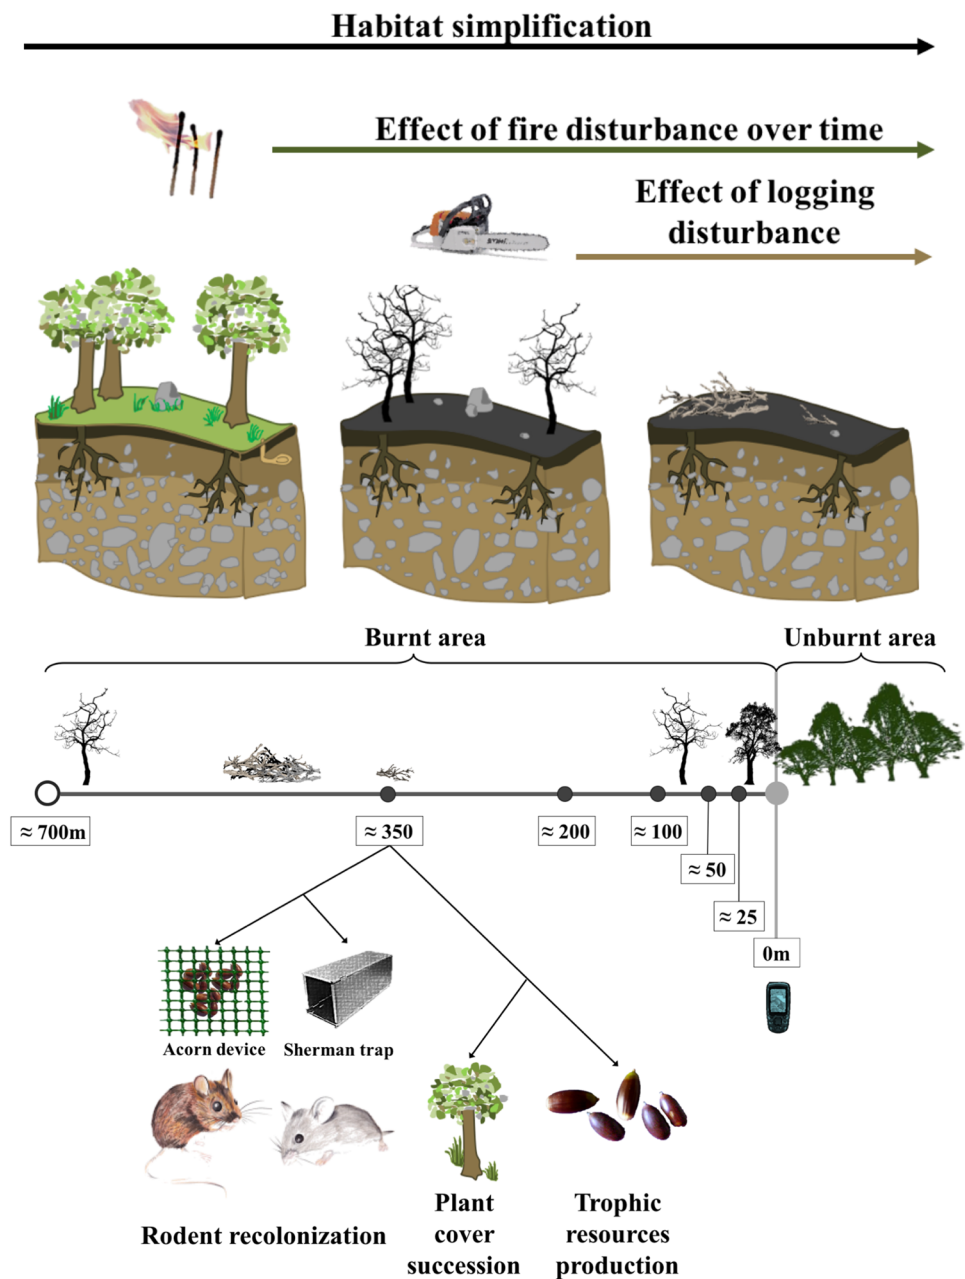 Habitat simplification
Effect of fire disturbance over time
Effect of logging
disturbance
STIHL
Burnt area
Unburnt area
≈ 700m
≈ 350
≈ 200
≈ 100
≈ 50
≈ 25
0m
Acorn device
Sherman trap
Rodent recolonization
Plant
cover
succession
Trophic
resources
production